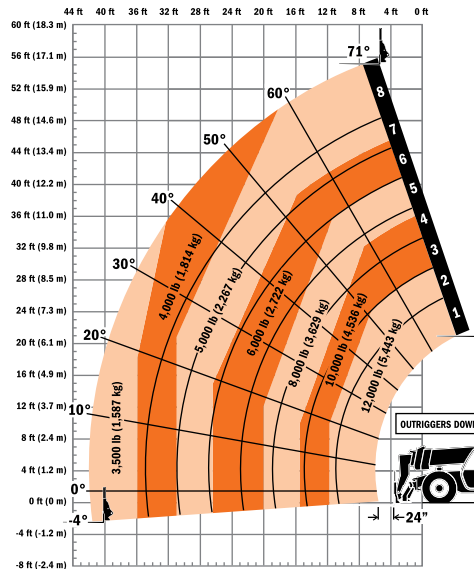 44 ft 40 ft 36 ft 32 ft 28 ft 24 ft 20 ft 16 ft 12 ft 8 ft 4 ft 0 ft
60 ft (18.3 m)
56 ft (17.1 m)
52 ft (15.9 m)
48 ft (14.6 m)
44 ft (13.4 m)
40 ft (12.2 m)
36 ft (11.0 m)
32 ft (9.8 m)
28 ft (8.5 m)
24 ft (7.3 m)
20 ft (6.1 m)
16 ft (4.9 m)
12 ft (3.7 m)
8 ft (2.4 m)
4 ft (1.2 m)
0 ft (0 m)
-4 ft (-1.2 m)
-8 ft (-2.4 m)
71°
60°
50°
40°
30°
20°
10°
0°
-4°
8
7
6
5
4
3
2
1
3,500 lb (1,587 kg)
4,000 lb (1,814 kg)
5,000 lb (2,267 kg)
6,000 lb (2,722 kg)
8,000 lb (3,629 kg)
10,000 lb (4,536 kg)
12,000 lb (5,443 kg)
OUTRIGGERS DOWN
24"